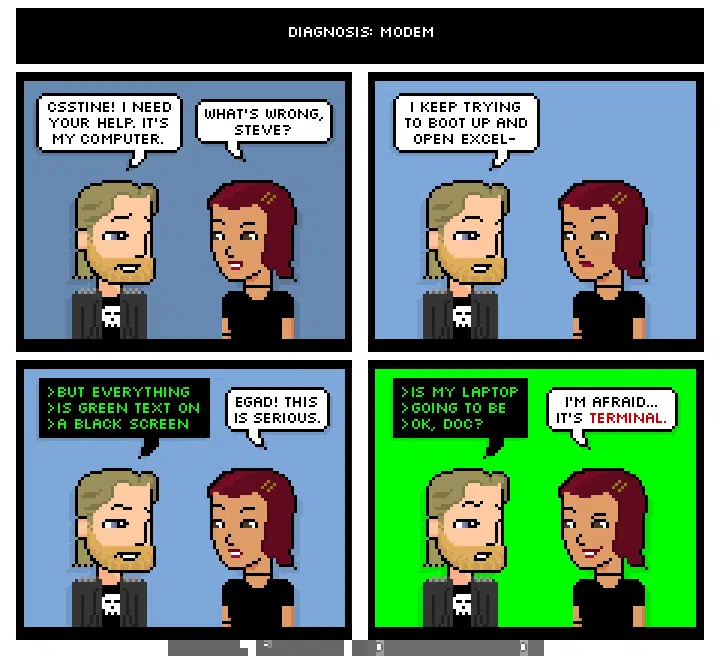 DIAGNOSIS: MODEM
CSSTINE! I NEED
YOUR HELP. IT'S
MY COMPUTER.
WHAT'S WRONG,
STEVE?
I KEEP TRYING
TO BOOT UP AND
OPEN EXCEL-
>BUT EVERYTHING
>IS GREEN TEXT ON
>A BLACK SCREEN
EGAD! THIS
IS SERIOUS.
>IS MY LAPTOP
>GOING TO BE
>OK, DOC?
I'M AFRAID...
IT'S TERMINAL.